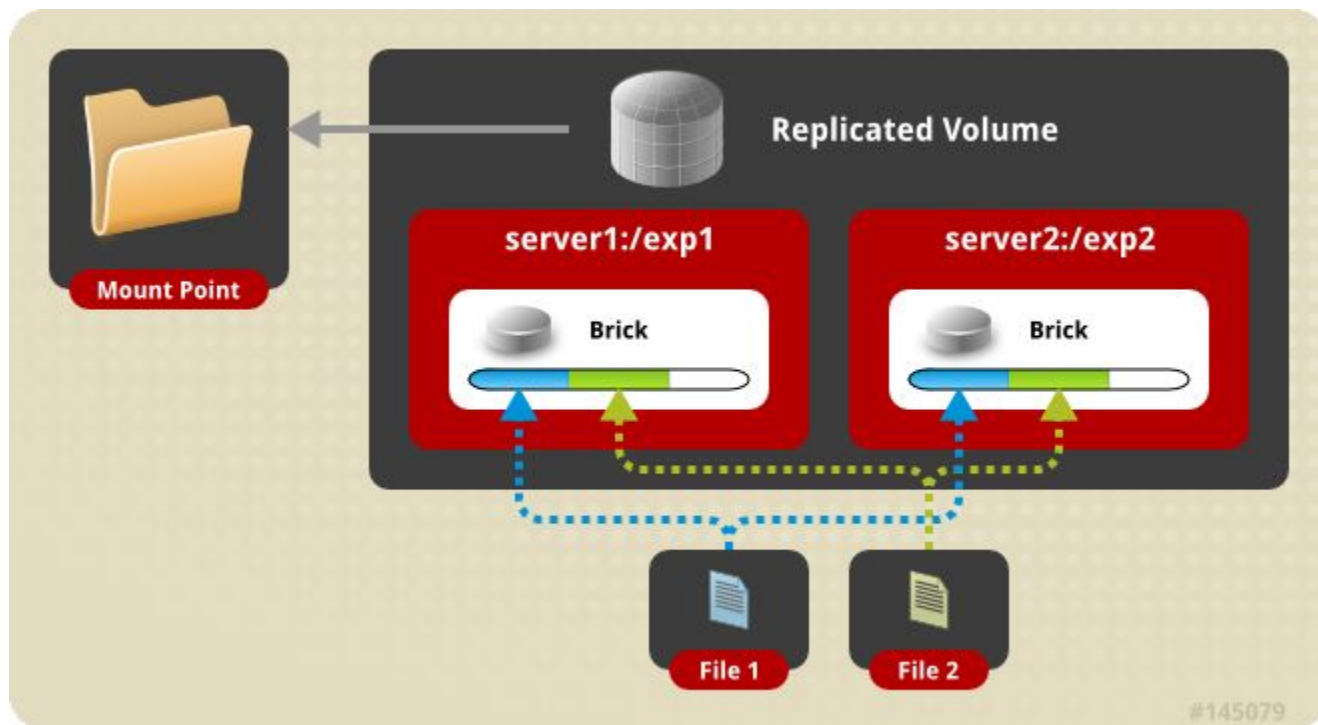 Replicated Volume
Mount Point
server1:/exp1
server2:/exp2
Brick
Brick
File 1
File 2
#145079